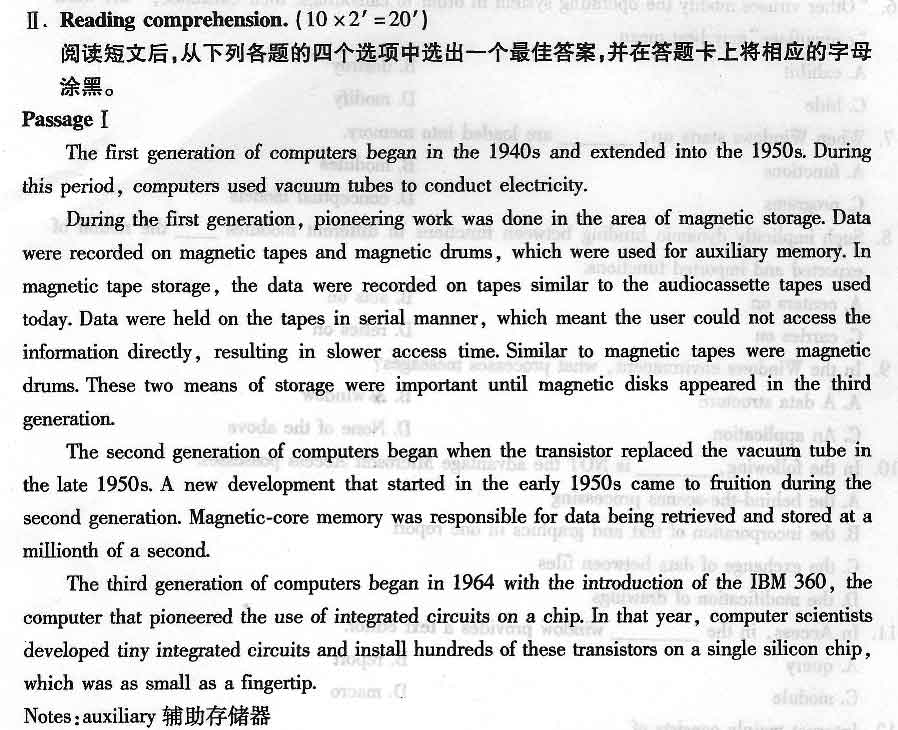 Ⅱ. Reading comprehension. (10×2′=20′)
阅读短文后,从下列各题的四个选项中选出一个最佳答案,并在答题卡上将相应的字母
涂黑。
Passage Ⅰ
The first generation of computers began in the 1940s and extended into the 1950s. During
this period, computers used vacuum tubes to conduct electricity.
During the first generation, pioneering work was done in the area of magnetic storage. Data
were recorded on magnetic tapes and magnetic drums, which were used for auxiliary memory. In
magnetic tape storage, the data were recorded on tapes similar to the audiocassette tapes used
today. Data were held on the tapes in serial manner, which meant the user could not access the
information directly, resulting in slower access time. Similar to magnetic tapes were magnetic
drums. These two means of storage were important until magnetic disks appeared in the third
generation.
The second generation of computers began when the transistor replaced the vacuum tube in
the late 1950s. A new development that started in the early 1950s came to fruition during the
second generation. Magnetic-core memory was responsible for data being retrieved and stored at a
millionth of a second.
The third generation of computers began in 1964 with the introduction of the IBM 360, the
computer that pioneered the use of integrated circuits on a chip. In that year, computer scientists
developed tiny integrated circuits and install hundreds of these transistors on a single silicon chip,
which was as small as a fingertip.
Notes:auxiliary 辅助存储器